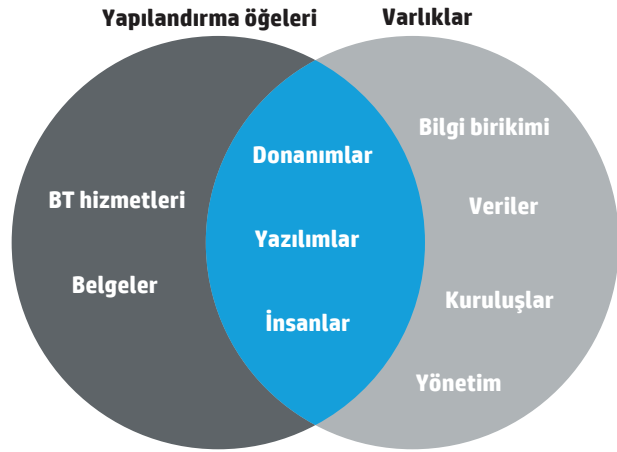 Yapılandırma öğeleri
Varlıklar
BT hizmetleri
Belgeler
Donanımlar
Yazılımlar
İnsanlar
Bilgi birikimi
Veriler
Kuruluşlar
Yönetim